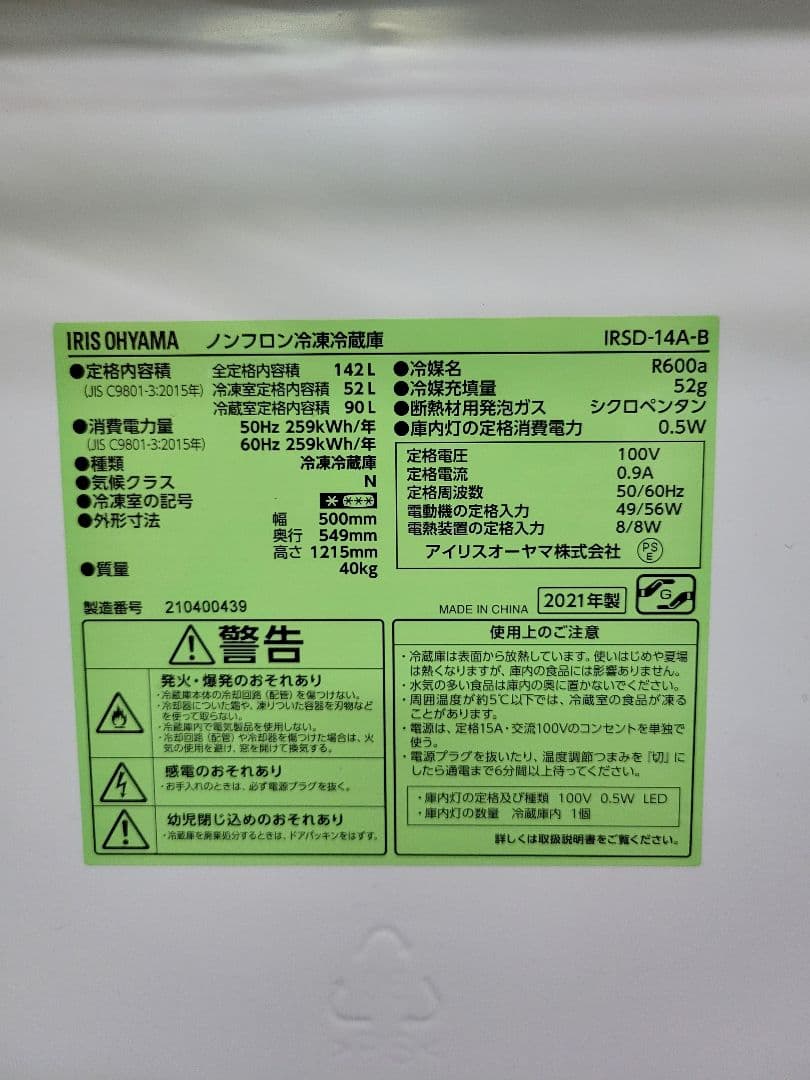 IRIS OHYAMA ノンフロン冷凍冷蔵庫 IRSD-14A-B
●定格内容積 全定格内容積 142L
(JIS C9801-3:2015年) 冷凍室定格内容積 52L
冷蔵室定格内容積 90L
●消費電力量 50Hz 259kWh/年
(JIS C9801-3:2015年) 60Hz 259kWh/年
●種類 冷凍冷蔵庫
●気候クラス N
●冷凍室の記号 * ***
●外形寸法 幅 500mm
奥行 549mm
高さ 1215mm
●質量 40kg
製造番号 210400439
●冷媒名 R600a
●冷媒充填量 52g
●断熱材用発泡ガス シクロペンタン
●庫内灯の定格消費電力 0.5W
定格電圧 100V
定格電流 0.9A
定格周波数 50/60Hz
電動機の定格入力 49/56W
電熱装置の定格入力 8/8W
アイリスオーヤマ株式会社 PS E
MADE IN CHINA 2021年製 G
警告
発火・爆発のおそれあり
・冷蔵庫本体の冷却回路(配管)を傷つけない。
・冷却器についた霜や、凍りついた容器を刃物など
を使って取らない。
・冷蔵庫内で電気製品を使用しない。
・冷却回路(配管)や冷却器を傷つけた場合は、火
気の使用を避け、窓を開けて換気する。
感電のおそれあり
・お手入れのときは、必ず電源プラグを抜く。
幼児閉じ込めのおそれあり
・冷蔵庫を廃棄処分するときは、ドアパッキンをはずす。
使用上のご注意
・冷蔵庫は表面から放熱しています。使いはじめや夏場
は熱くなりますが、庫内の食品には影響ありません。
・水気の多い食品は庫内の奥に置かないでください。
・周囲温度が約5℃以下では、冷蔵室の食品が凍る
ことがあります。
・電源は、定格15A・交流100Vのコンセントを単独で
使う。
・電源プラグを抜いたり、温度調節つまみを『切』に
したら通電まで6分間以上待ってください。
・庫内灯の定格及び種類 100V 0.5W LED
・庫内灯の数量 冷蔵庫内 1個
詳しくは取扱説明書をご覧ください。